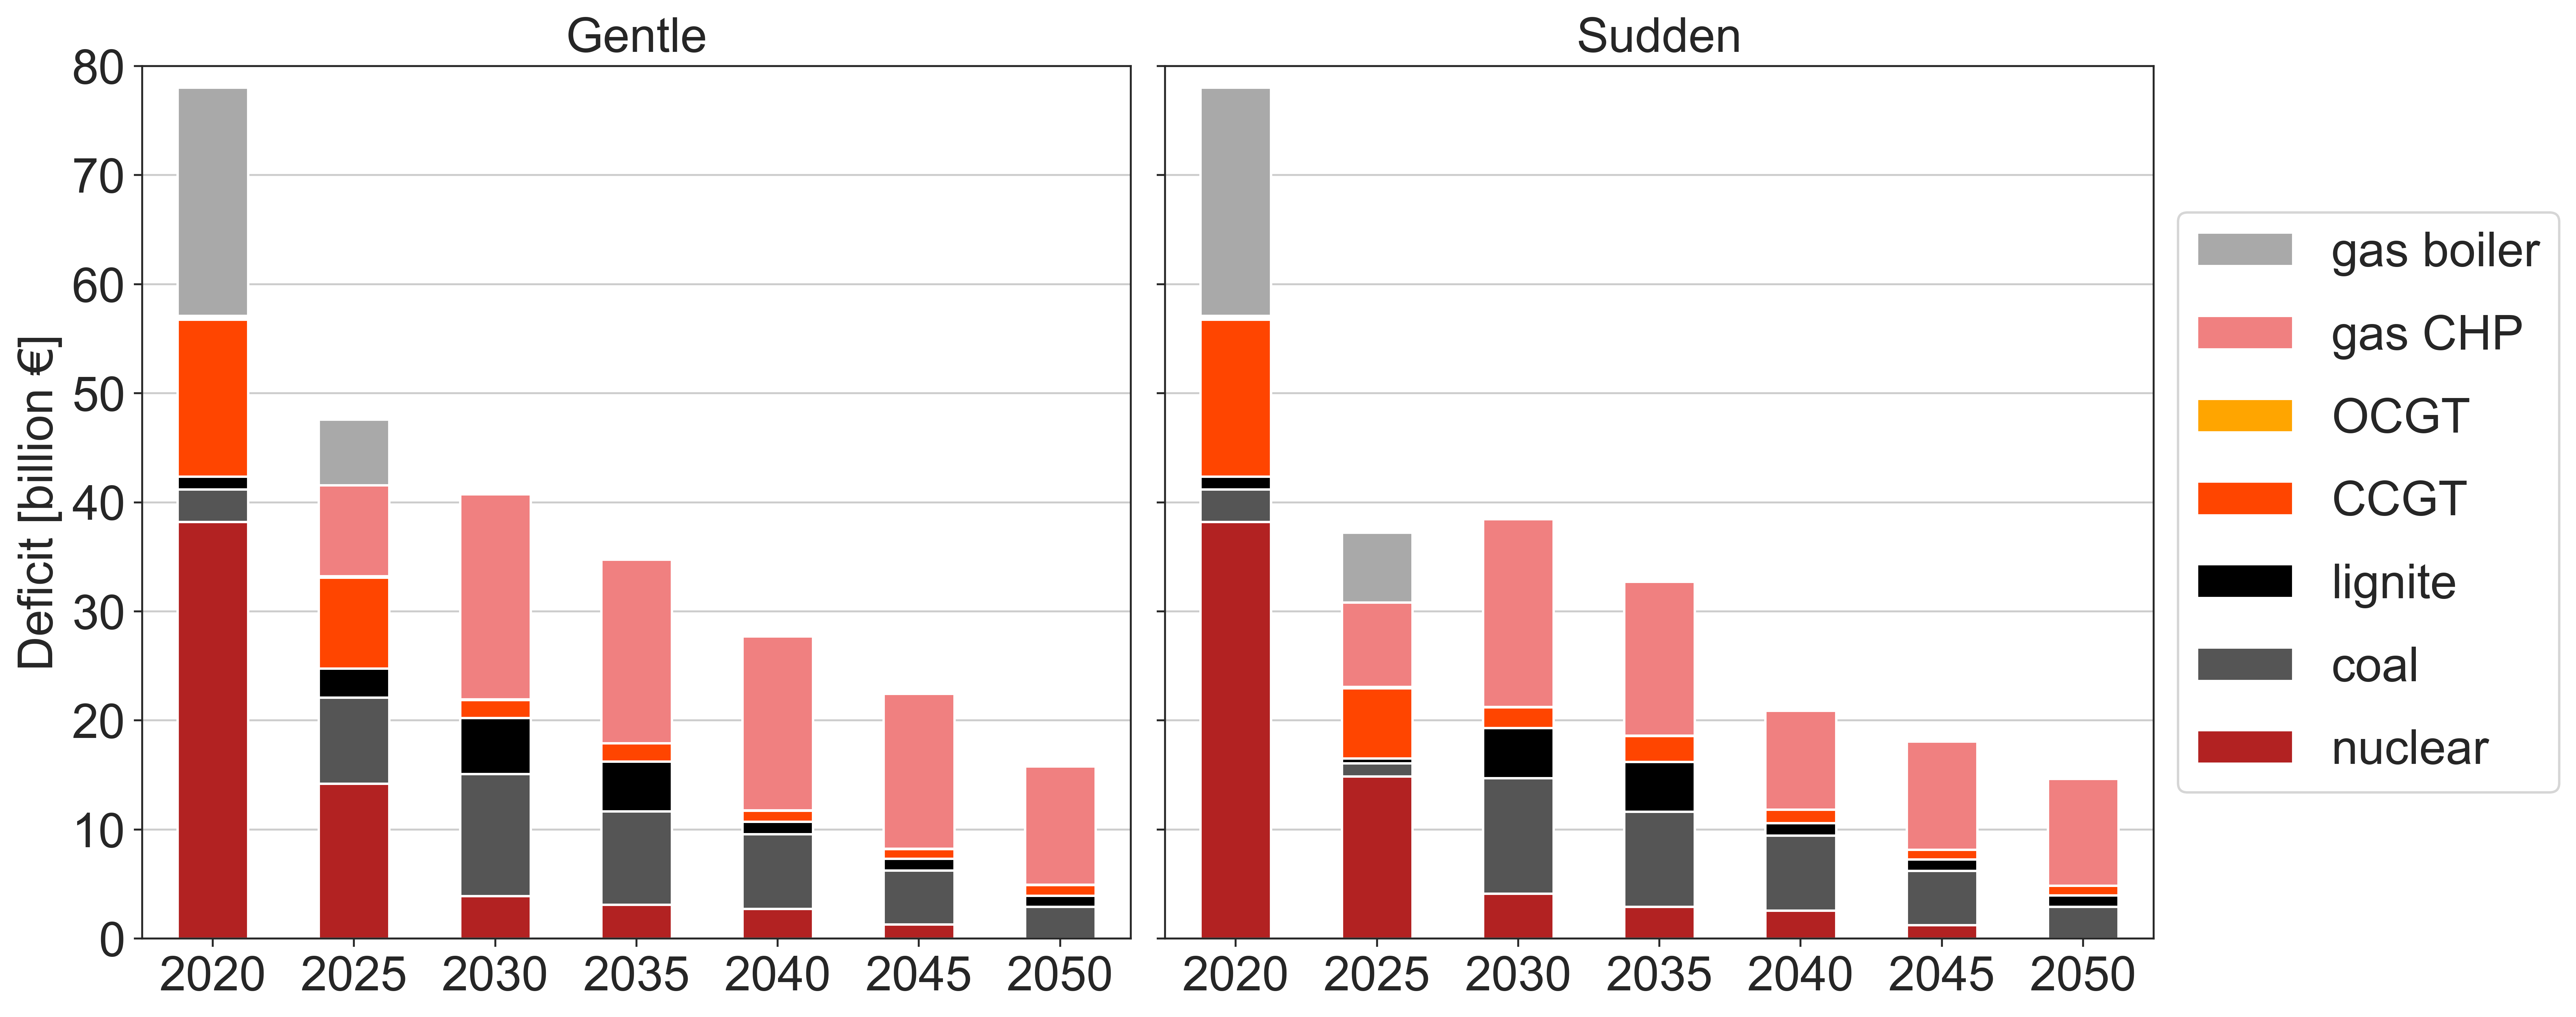 Gentle
Sudden
Deficit [billion €]
80
70
60
50
40
30
20
10
0
2020 2025 2030 2035 2040 2045 2050
2020 2025 2030 2035 2040 2045 2050
gas boiler
gas CHP
OCGT
CCGT
lignite
coal
nuclear